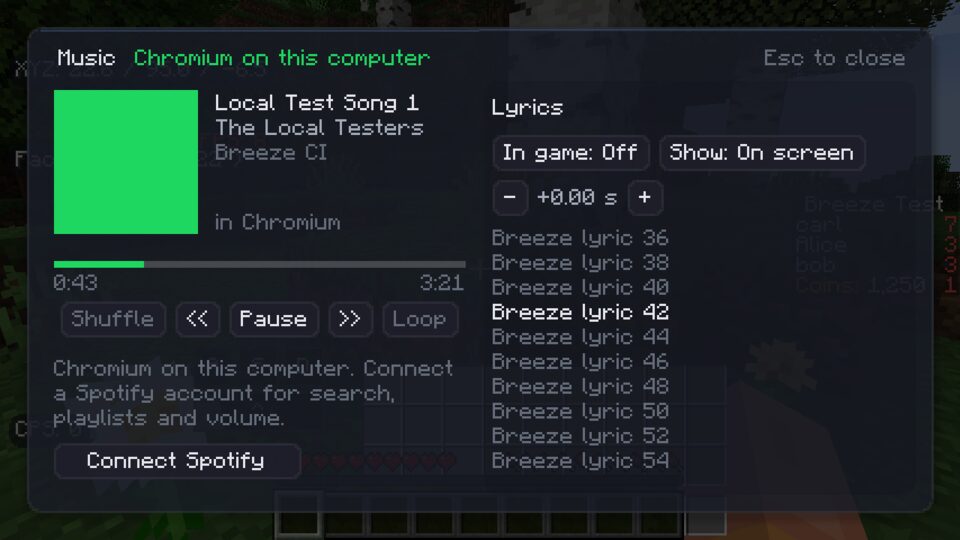 Music Chromium on this computer
Esc to close
Local Test Song 1
The Local Testers
Breeze CI
in Chromium
0:43
3:21
Shuffle << Pause >> Loop
Chromium on this computer. Connect
a Spotify account for search,
playlists and volume.
Connect Spotify
Lyrics
In game: Off
Show: On screen
- +0.00 s +
Breeze lyric 36
Breeze lyric 38
Breeze lyric 40
Breeze lyric 42
Breeze lyric 44
Breeze lyric 46
Breeze lyric 48
Breeze lyric 50
Breeze lyric 52
Breeze lyric 54
Breeze Test
carl 7
Alice 3
bob 3
Coins: 1,250 1